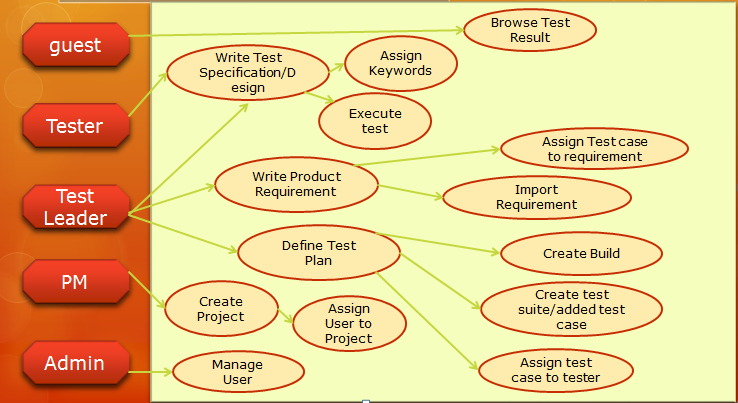 guest
Tester
Test
Leader
PM
Admin
Browse Test
Result
Write Test
Specification/D
esign
Assign
Keywords
Execute
test
Assign Test case
to requirement
Write Product
Requirement
Import
Requirement
Define Test
Plan
Create Build
Create
Project
Assign
User to
Project
Create test
suite/added test
case
Manage
User
Assign test
case to tester